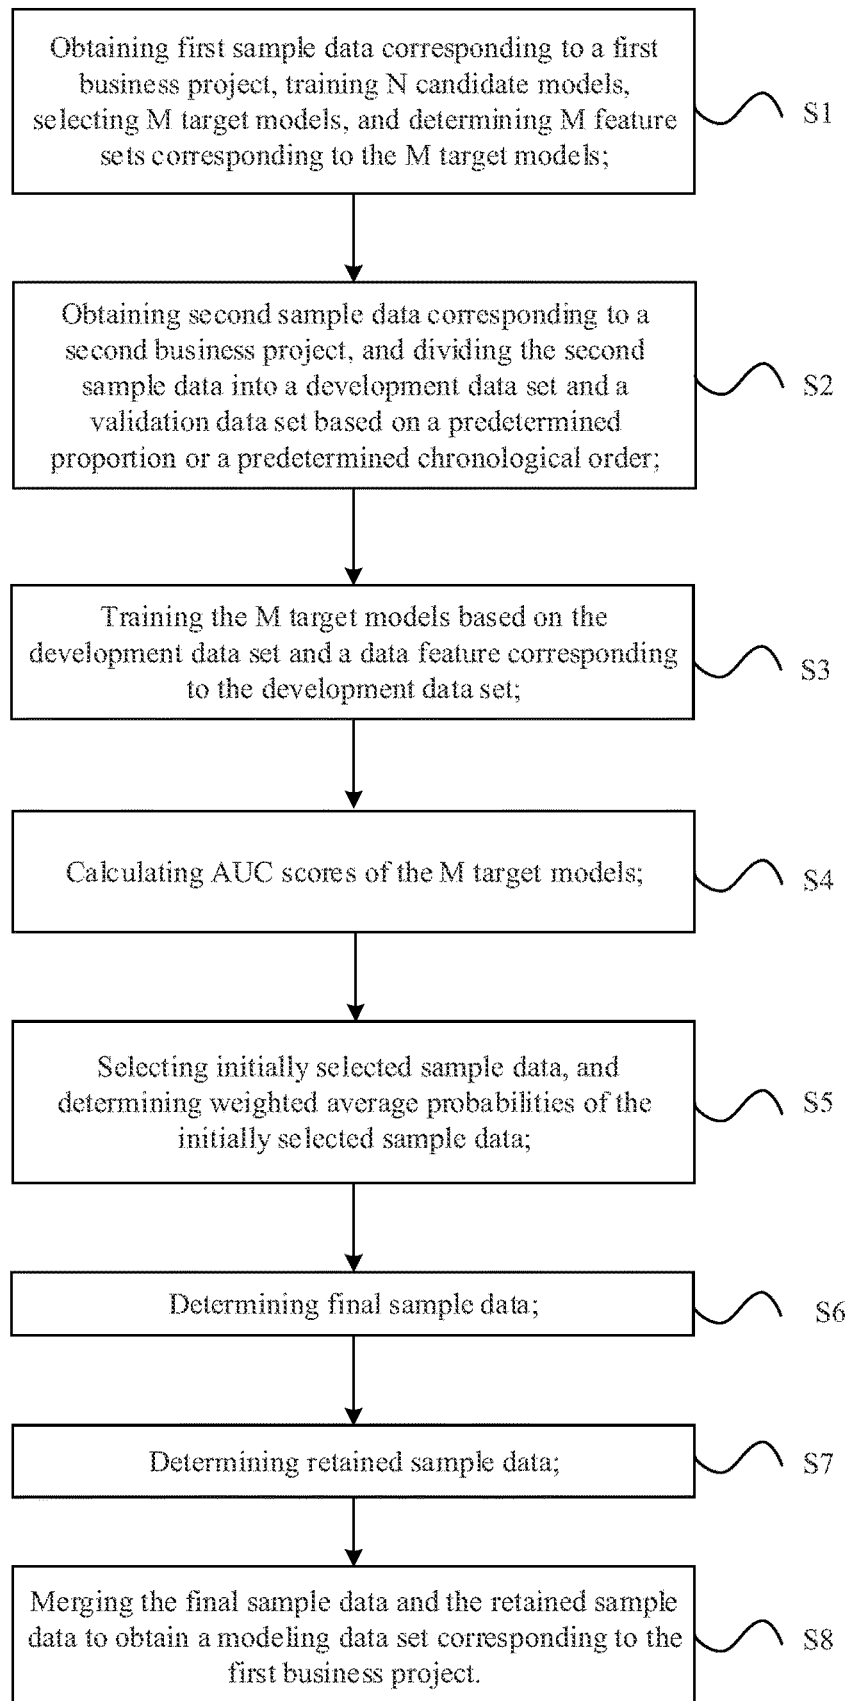 Obtaining first sample data corresponding to a first
business project, training N candidate models,
selecting M target models, and determining M feature
sets corresponding to the M target models;
S1
Obtaining second sample data corresponding to a
second business project, and dividing the second
sample data into a development data set and a
validation data set based on a predetermined
proportion or a predetermined chronological order;
S2
Training the M target models based on the
development data set and a data feature corresponding
to the development data set;
S3
Calculating AUC scores of the M target models;
S4
Selecting initially selected sample data, and
determining weighted average probabilities of the
initially selected sample data;
S5
Determining final sample data;
S6
Determining retained sample data;
S7
Merging the final sample data and the retained sample
data to obtain a modeling data set corresponding to the
first business project.
S8